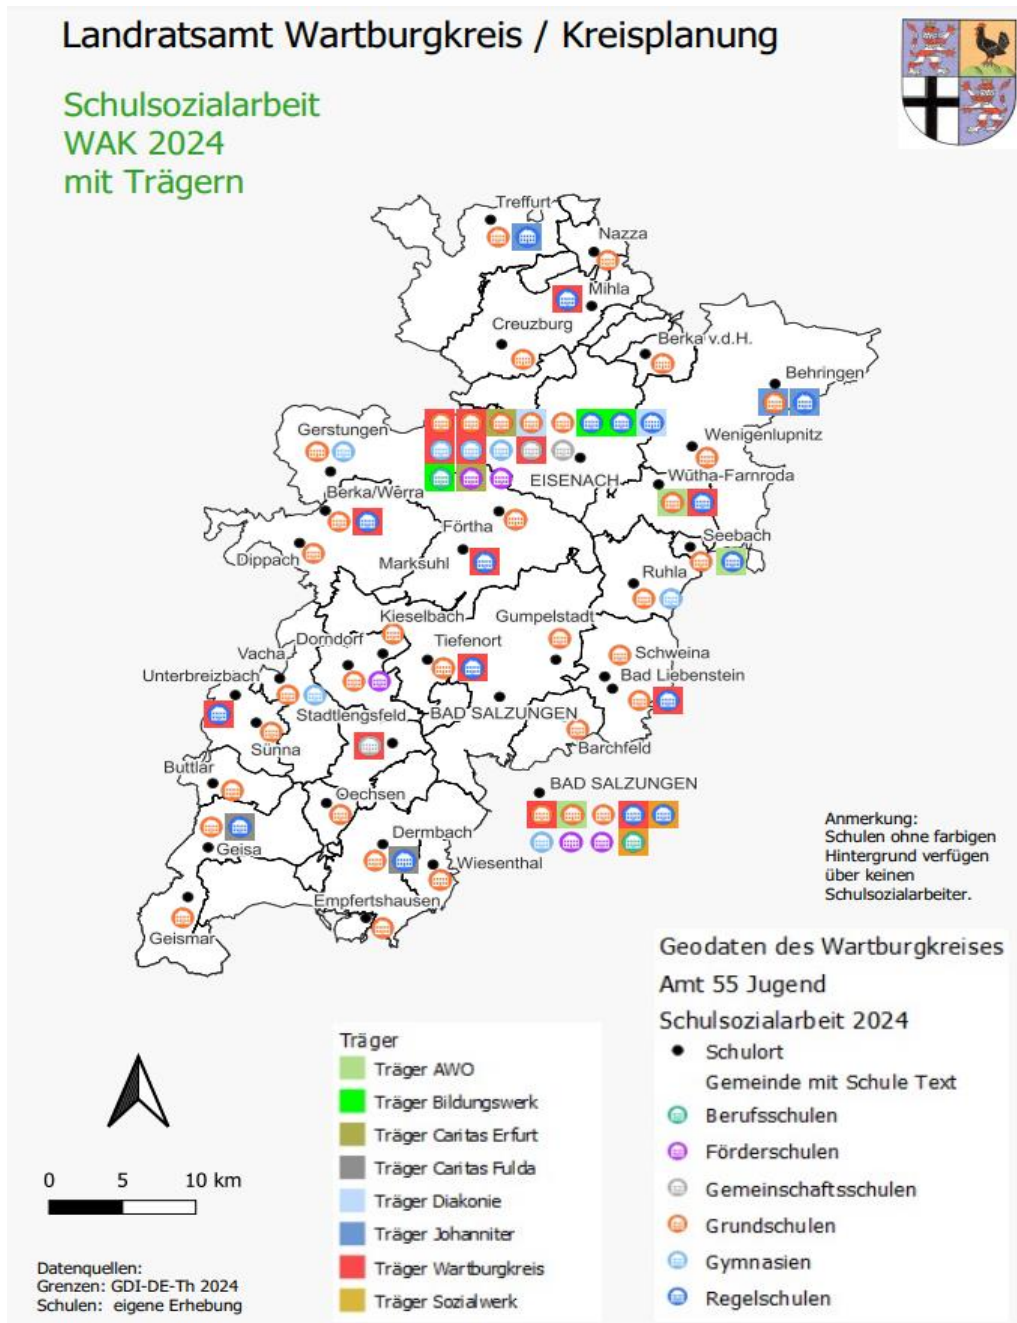 Landratsamt Wartburgkreis / Kreisplanung
Schulsozialarbeit
WAK 2024
mit Trägern
Treffurt
Nazza
Mihla
Creuzburg
Berka v.d.H.
Behringen
Gerstungen
Wenigenlupnitz
EISENACH
Wutha-Farnroda
Berka/Werra
Förtha
Seebach
Dippach
Marksuhl
Ruhla
Kieselbach
Gumpelstadt
Dorndorf
Tiefenort
Vacha
Schweina
Unterbreizbach
Bad Liebenstein
Stadtlengsfeld
BAD SALZUNGEN
Sünna
Barchfeld
Buttlar
BAD SALZUNGEN
Oechsen
Dermbach
Geisa
Wiesenthal
Empfertshausen
Geismar
Anmerkung:
Schulen ohne farbigen
Hintergrund verfügen
über keinen
Schulsozialarbeiter.
Geodaten des Wartburgkreises
Amt 55 Jugend
Schulsozialarbeit 2024
Schulort
Gemeinde mit Schule Text
Berufsschulen
Förderschulen
Gemeinschaftsschulen
Grundschulen
Gymnasien
Regelschulen
Träger
Träger AWO
Träger Bildungswerk
Träger Caritas Erfurt
Träger Caritas Fulda
Träger Diakonie
Träger Johanniter
Träger Wartburgkreis
Träger Sozialwerk
0 5 10 km
Datenquellen:
Grenzen: GDI-DE-Th 2024
Schulen: eigene Erhebung